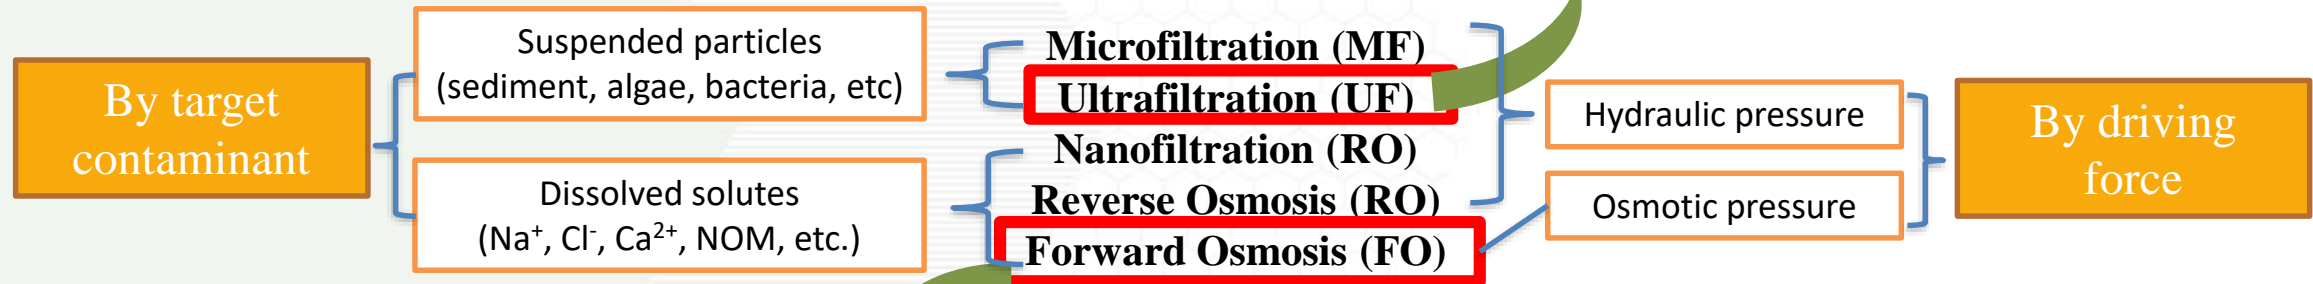 By target
contaminant
Suspended particles
(sediment, algae, bacteria, etc)
Dissolved solutes
(Na⁺, Cl⁻, Ca²⁺, NOM, etc.)
Microfiltration (MF)
Ultrafiltration (UF)
Nanofiltration (RO)
Reverse Osmosis (RO)
Forward Osmosis (FO)
Hydraulic pressure
Osmotic pressure
By driving
force